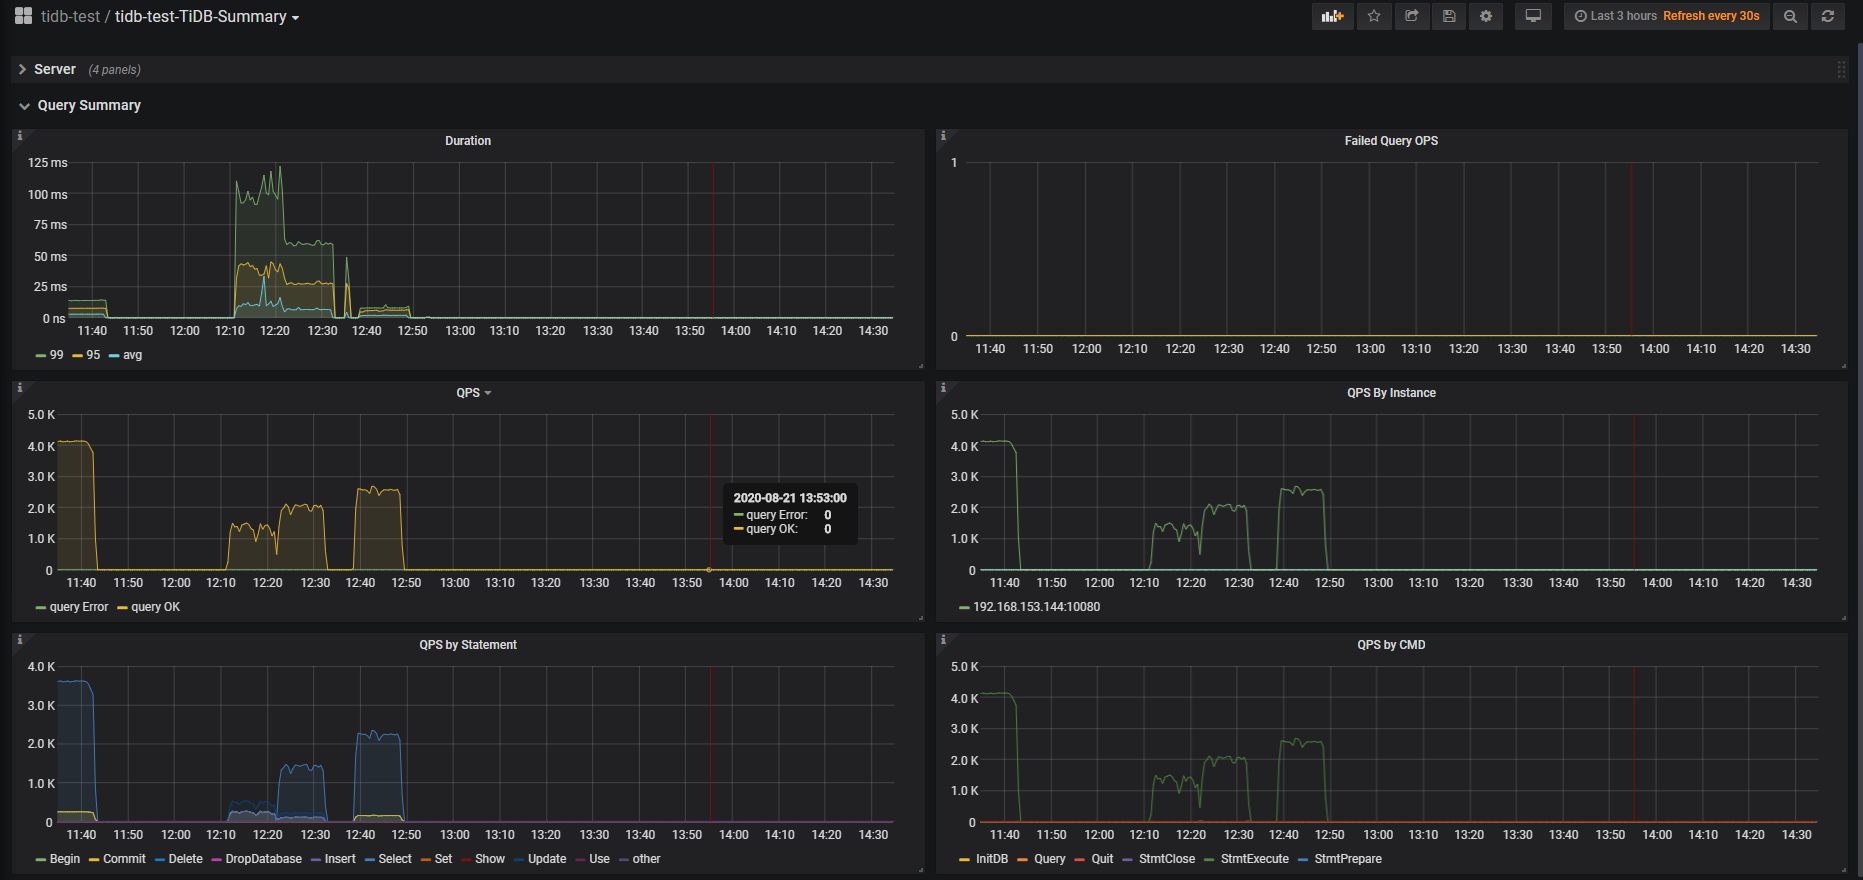 tidb-test / tidb-test-TiDB-Summary
Last 3 hours Refresh every 30s
Server (4 panels)
Query Summary
Duration
125 ms
100 ms
75 ms
50 ms
25 ms
0 ns
11:40 11:50 12:00 12:10 12:20 12:30 12:40 12:50 13:00 13:10 13:20 13:30 13:40 13:50 14:00 14:10 14:20 14:30
99 95 avg
Failed Query OPS
1
0
11:40 11:50 12:00 12:10 12:20 12:30 12:40 12:50 13:00 13:10 13:20 13:30 13:40 13:50 14:00 14:10 14:20 14:30
QPS
5.0 K
4.0 K
3.0 K
2.0 K
1.0 K
0
11:40 11:50 12:00 12:10 12:20 12:30 12:40 12:50 13:00 13:10 13:20 13:30 13:40 13:50 14:00 14:10 14:20 14:30
query Error query OK
2020-08-21 13:53:00
query Error: 0
query OK: 0
QPS By Instance
5.0 K
4.0 K
3.0 K
2.0 K
1.0 K
0
11:40 11:50 12:00 12:10 12:20 12:30 12:40 12:50 13:00 13:10 13:20 13:30 13:40 13:50 14:00 14:10 14:20 14:30
192.168.153.144:10080
QPS by Statement
4.0 K
3.0 K
2.0 K
1.0 K
0
11:40 11:50 12:00 12:10 12:20 12:30 12:40 12:50 13:00 13:10 13:20 13:30 13:40 13:50 14:00 14:10 14:20 14:30
Begin Commit Delete DropDatabase Insert Select Set Show Update Use other
QPS by CMD
5.0 K
4.0 K
3.0 K
2.0 K
1.0 K
0
11:40 11:50 12:00 12:10 12:20 12:30 12:40 12:50 13:00 13:10 13:20 13:30 13:40 13:50 14:00 14:10 14:20 14:30
InitDB Query Quit StmtClose StmtExecute StmtPrepare